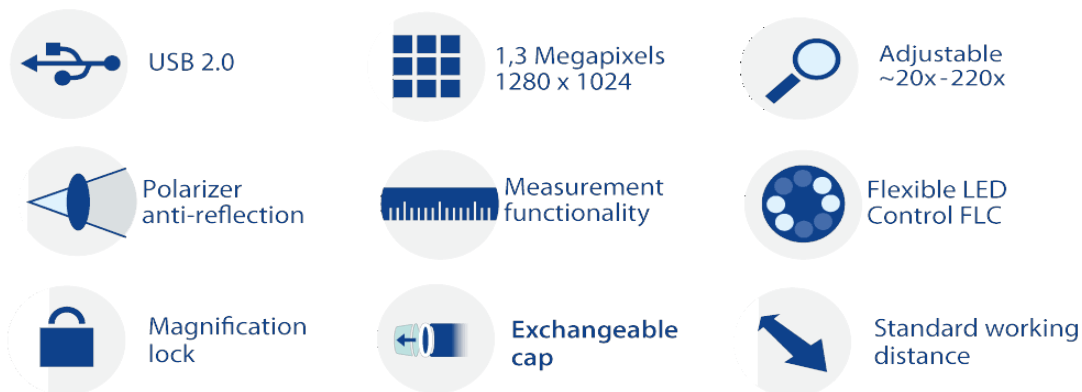 USB 2.0
1,3 Megapixels
1280 x 1024
Adjustable
~20x-220x
Polarizer
anti-reflection
Measurement
functionality
Flexible LED
Control FLC
Magnification
lock
Exchangeable
cap
Standard working
distance